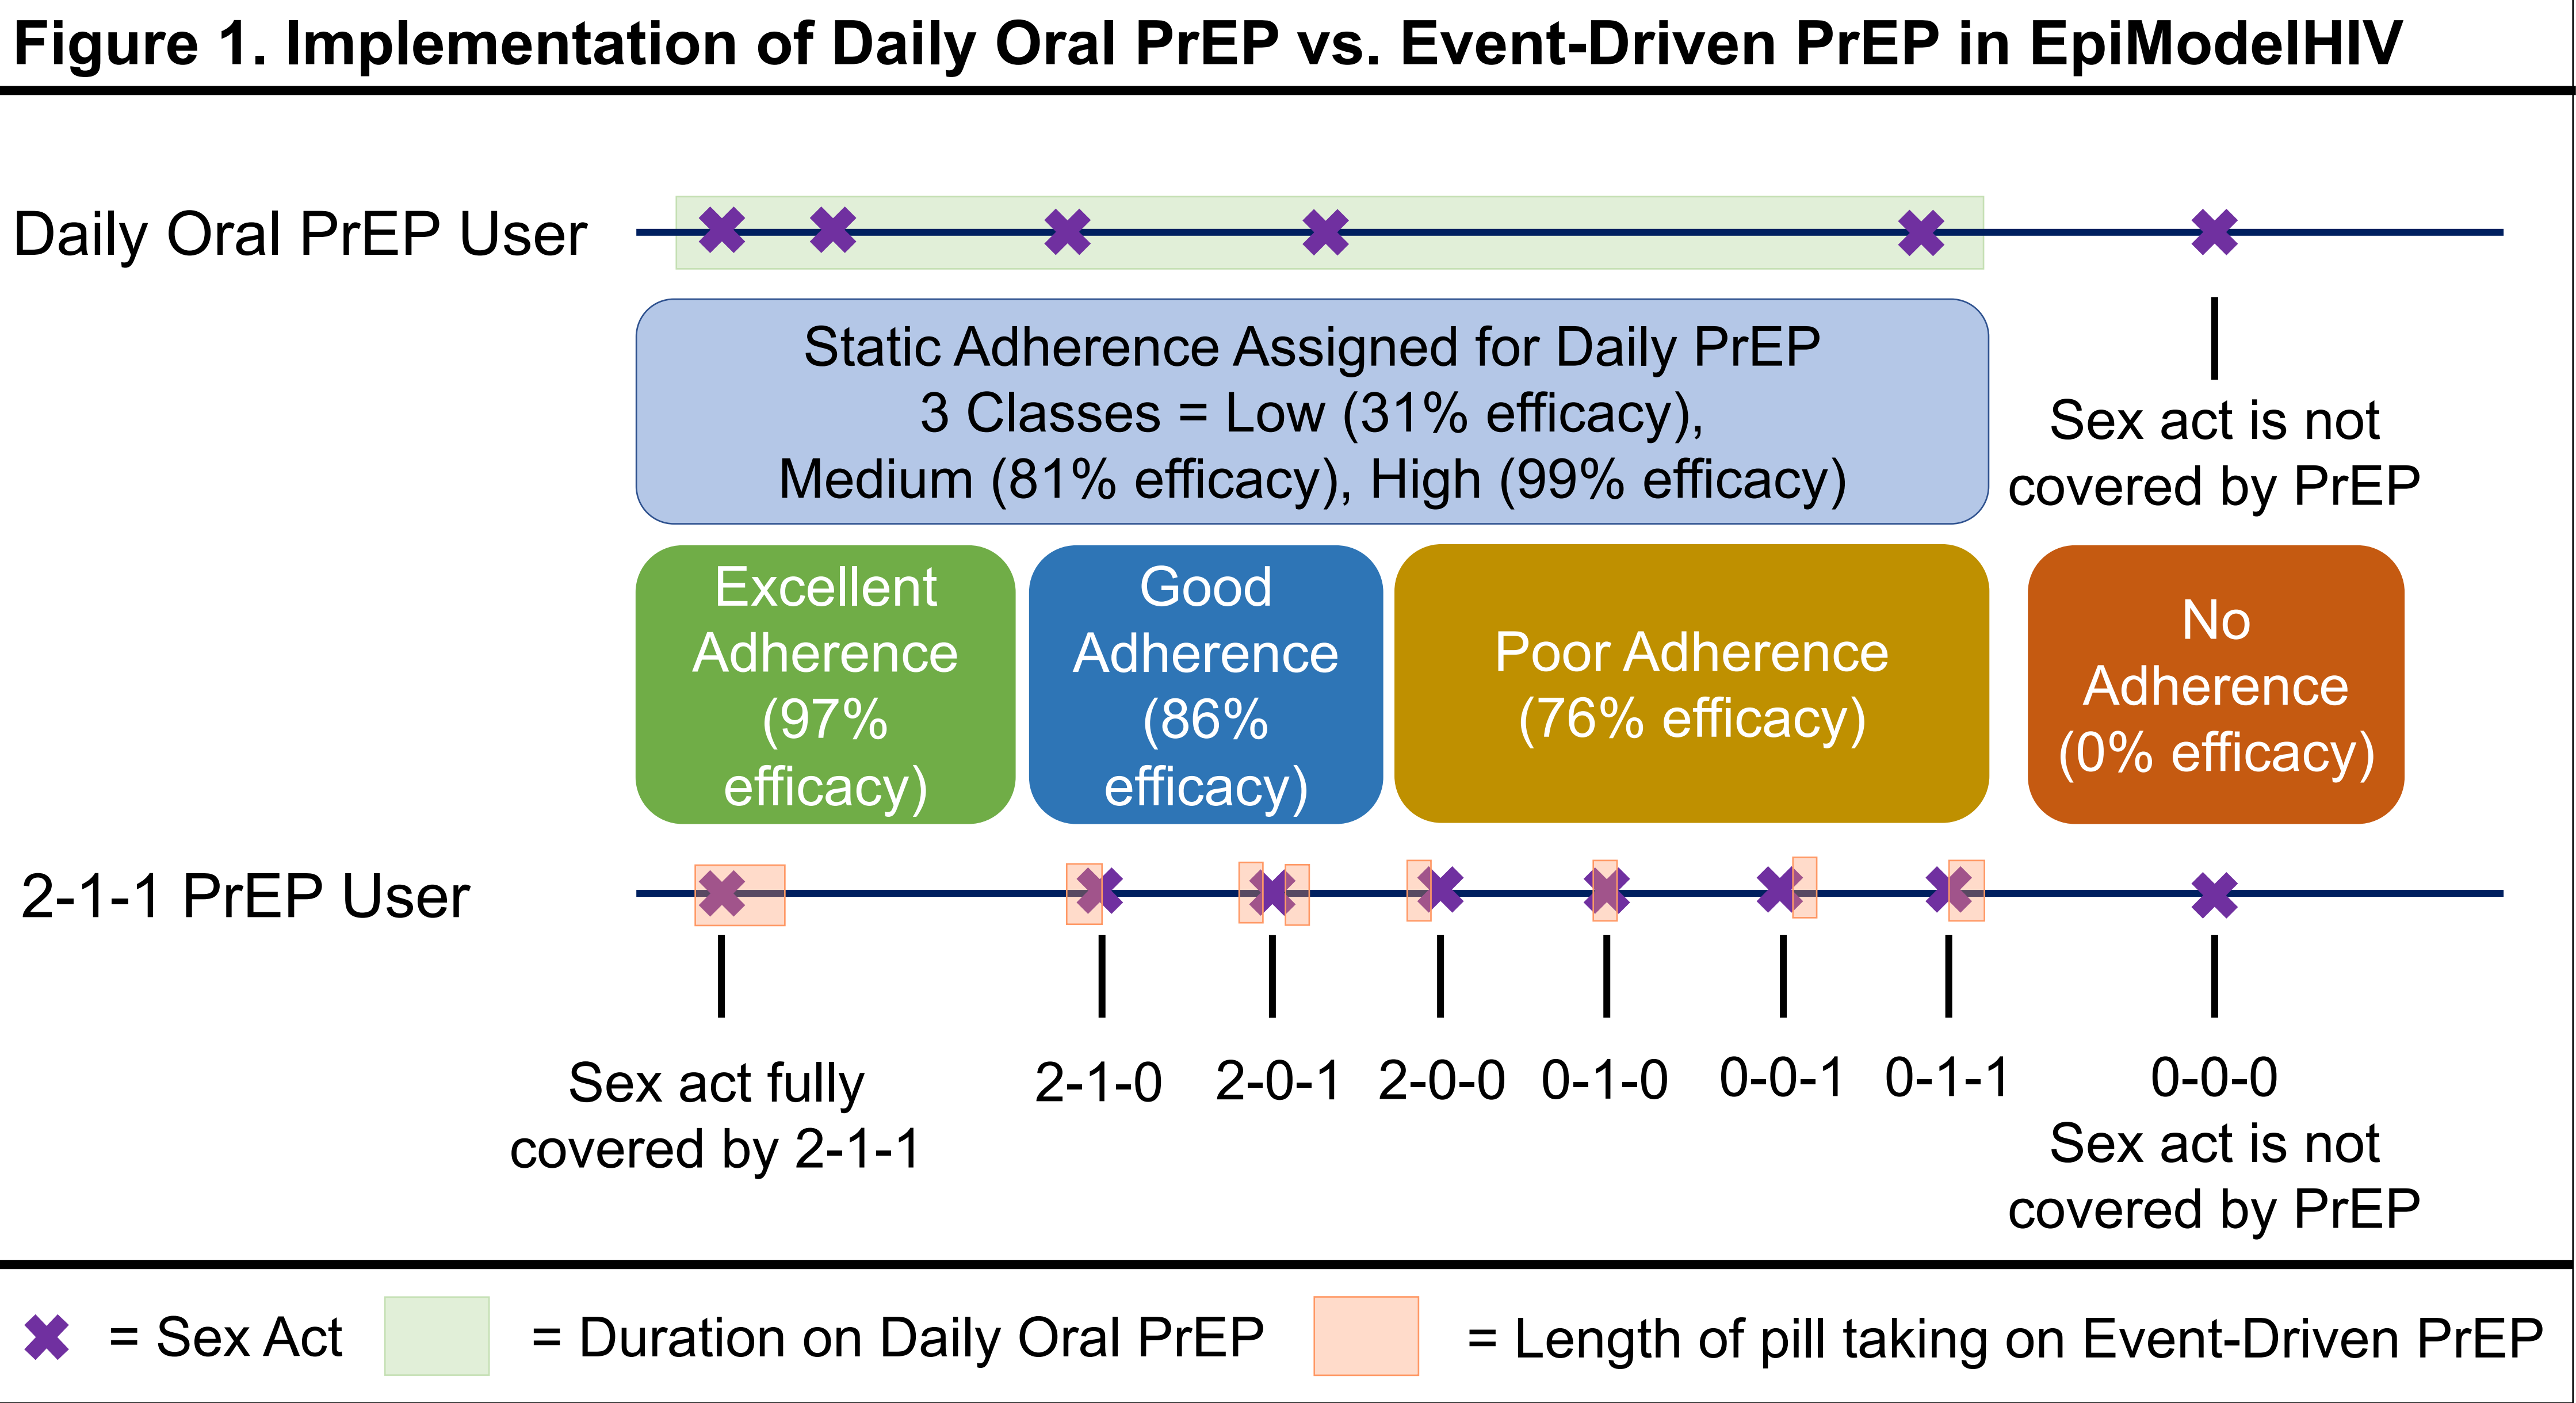 Figure 1. Implementation of Daily Oral PrEP vs. Event-Driven PrEP in EpiModelHIV
Daily Oral PrEP User
Static Adherence Assigned for Daily PrEP
3 Classes = Low (31% efficacy),
Medium (81% efficacy), High (99% efficacy)
Sex act is not
covered by PrEP
Excellent
Adherence
(97%
efficacy)
Good
Adherence
(86%
efficacy)
Poor Adherence
(76% efficacy)
No
Adherence
(0% efficacy)
2-1-1 PrEP User
Sex act fully
covered by 2-1-1
2-1-0
2-0-1
2-0-0
0-1-0
0-0-1
0-1-1
0-0-0
Sex act is not
covered by PrEP
= Sex Act
= Duration on Daily Oral PrEP
= Length of pill taking on Event-Driven PrEP